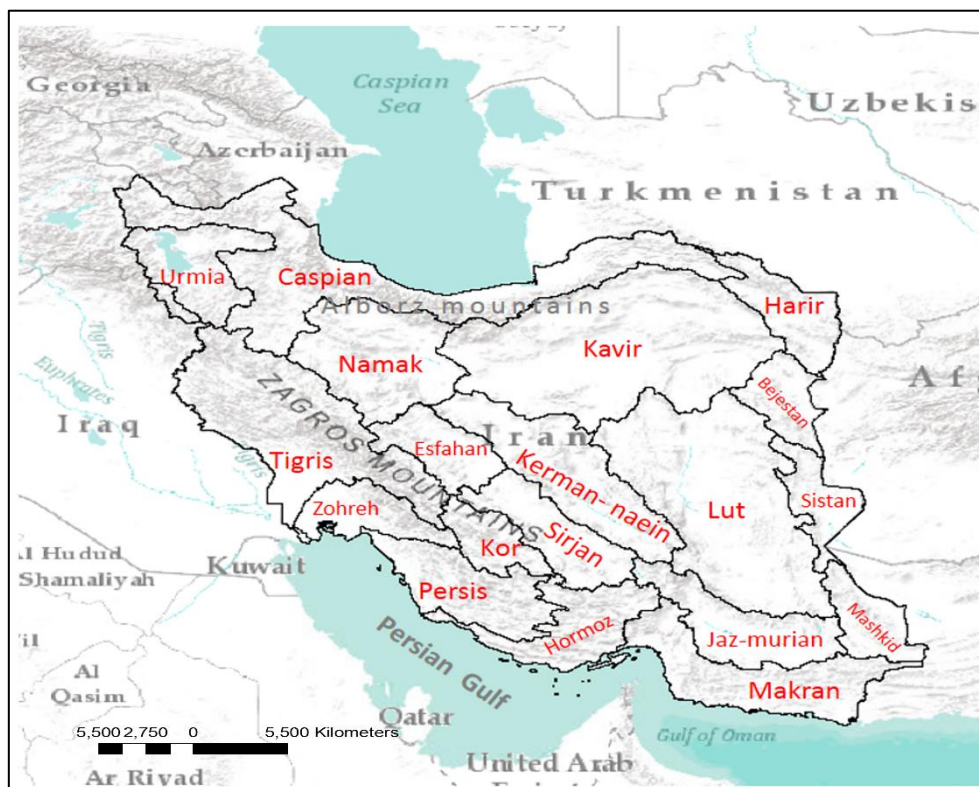 Caspian
Sea
Georgia
Uzbekis
Azerbaijan
Turkmenistan
Urmia
Caspian
Alborz mountains
Harir
Namak
Kavir
Tigris
Euphrates
Bejestan
Af
Iraq
ZAGROS MOUNTAINS
Esfahan
Iran
Kerman- naein
Tigris
Tigris
Zohreh
Lut
Sistan
Kor
Sirjan
Al Hudud
Shamaliyah
Kuwait
Persis
Hormoz
Jaz-murian
Mashkid
Makran
Persian Gulf
Al
Qasim
Qatar
Gulf of Oman
5,500 2,750 0 5,500 Kilometers
United Arab
Ar Riyad